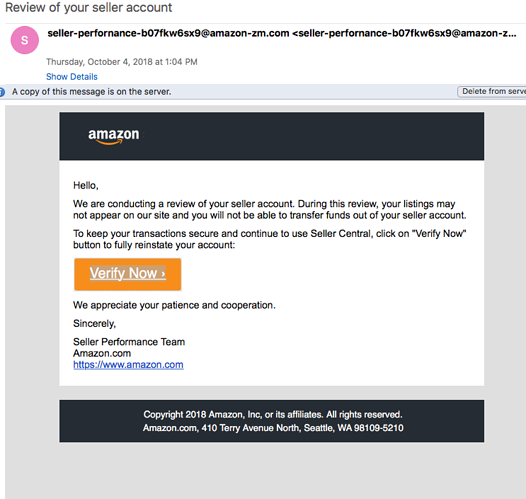 Review of your seller account
S
seller-perfornance-b07fkw6sx9@amazon-zm.com <seller-perfornance-b07fkw6sx9@amazon-z...
Thursday, October 4, 2018 at 1:04 PM
Show Details
A copy of this message is on the server.
Delete from serve
amazon
Hello,
We are conducting a review of your seller account. During this review, your listings may
not appear on our site and you will not be able to transfer funds out of your seller account.
To keep your transactions secure and continue to use Seller Central, click on "Verify Now"
button to fully reinstate your account:
Verify Now ›
We appreciate your patience and cooperation.
Sincerely,
Seller Performance Team
Amazon.com
https://www.amazon.com
Copyright 2018 Amazon, Inc, or its affiliates. All rights reserved.
Amazon.com, 410 Terry Avenue North, Seattle, WA 98109-5210